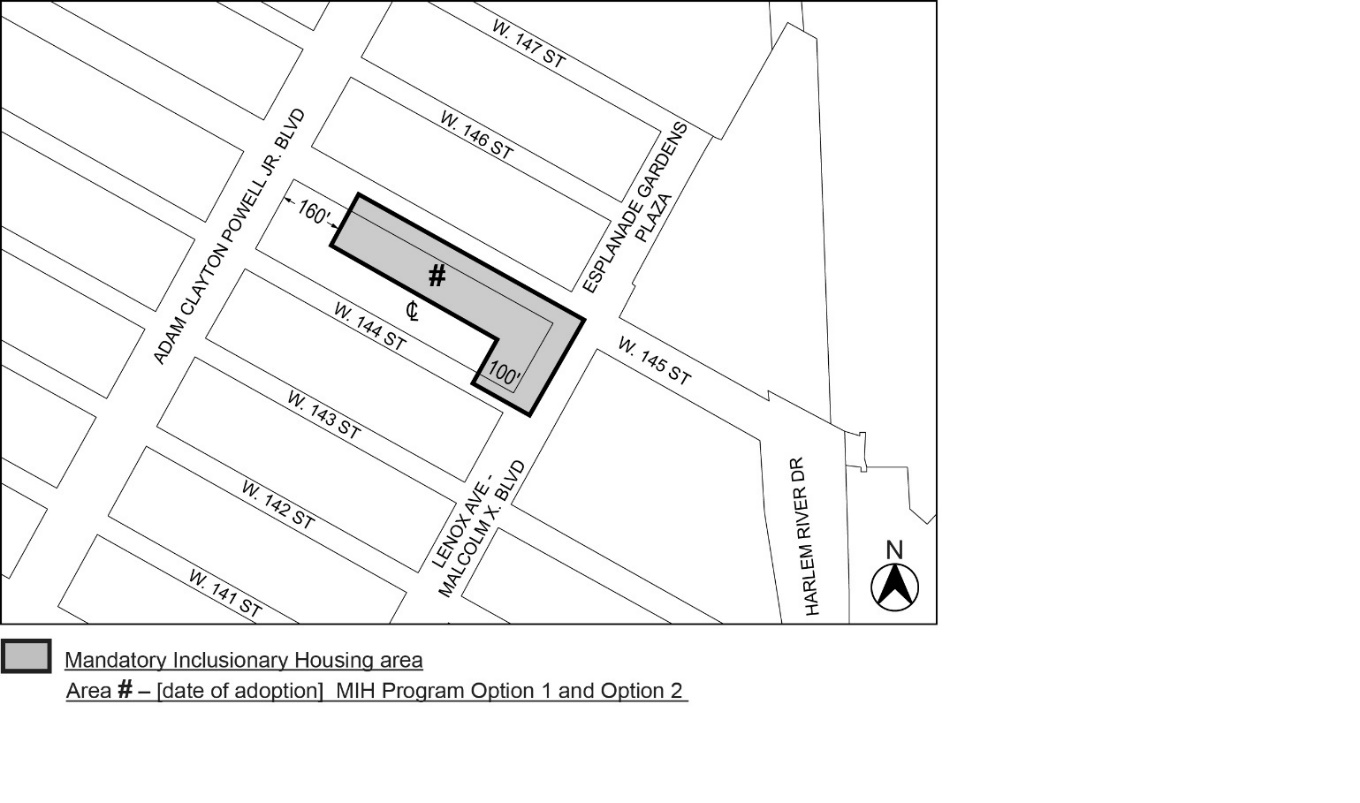 W. 147 ST
W. 146 ST
ESPLANADE GARDENS
PLAZA
ADAM CLAYTON POWELL JR. BLVD
160'
#
℄
W. 144 ST
100'
W. 145 ST
W. 143 ST
W. 142 ST
LENOX AVE -
MALCOLM X. BLVD
HARLEM RIVER DR
N
W. 141 ST
Mandatory Inclusionary Housing area
Area # – [date of adoption] MIH Program Option 1 and Option 2